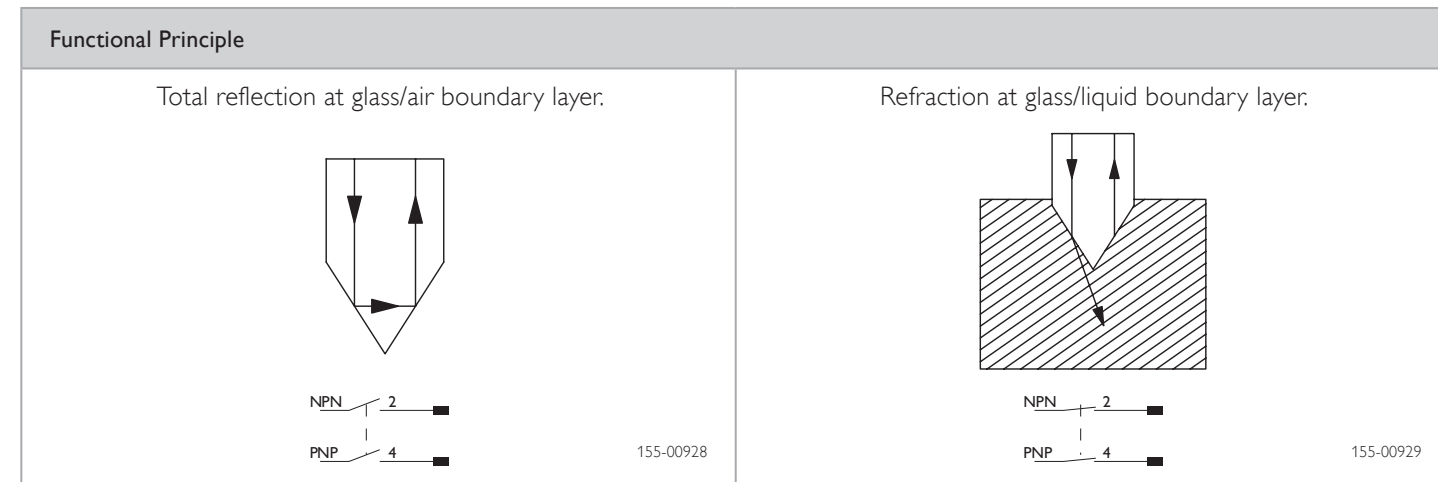 Functional Principle
Total reflection at glass/air boundary layer.
Refraction at glass/liquid boundary layer.
NPN 2
PNP 4
155-00928
NPN 2
PNP 4
155-00929